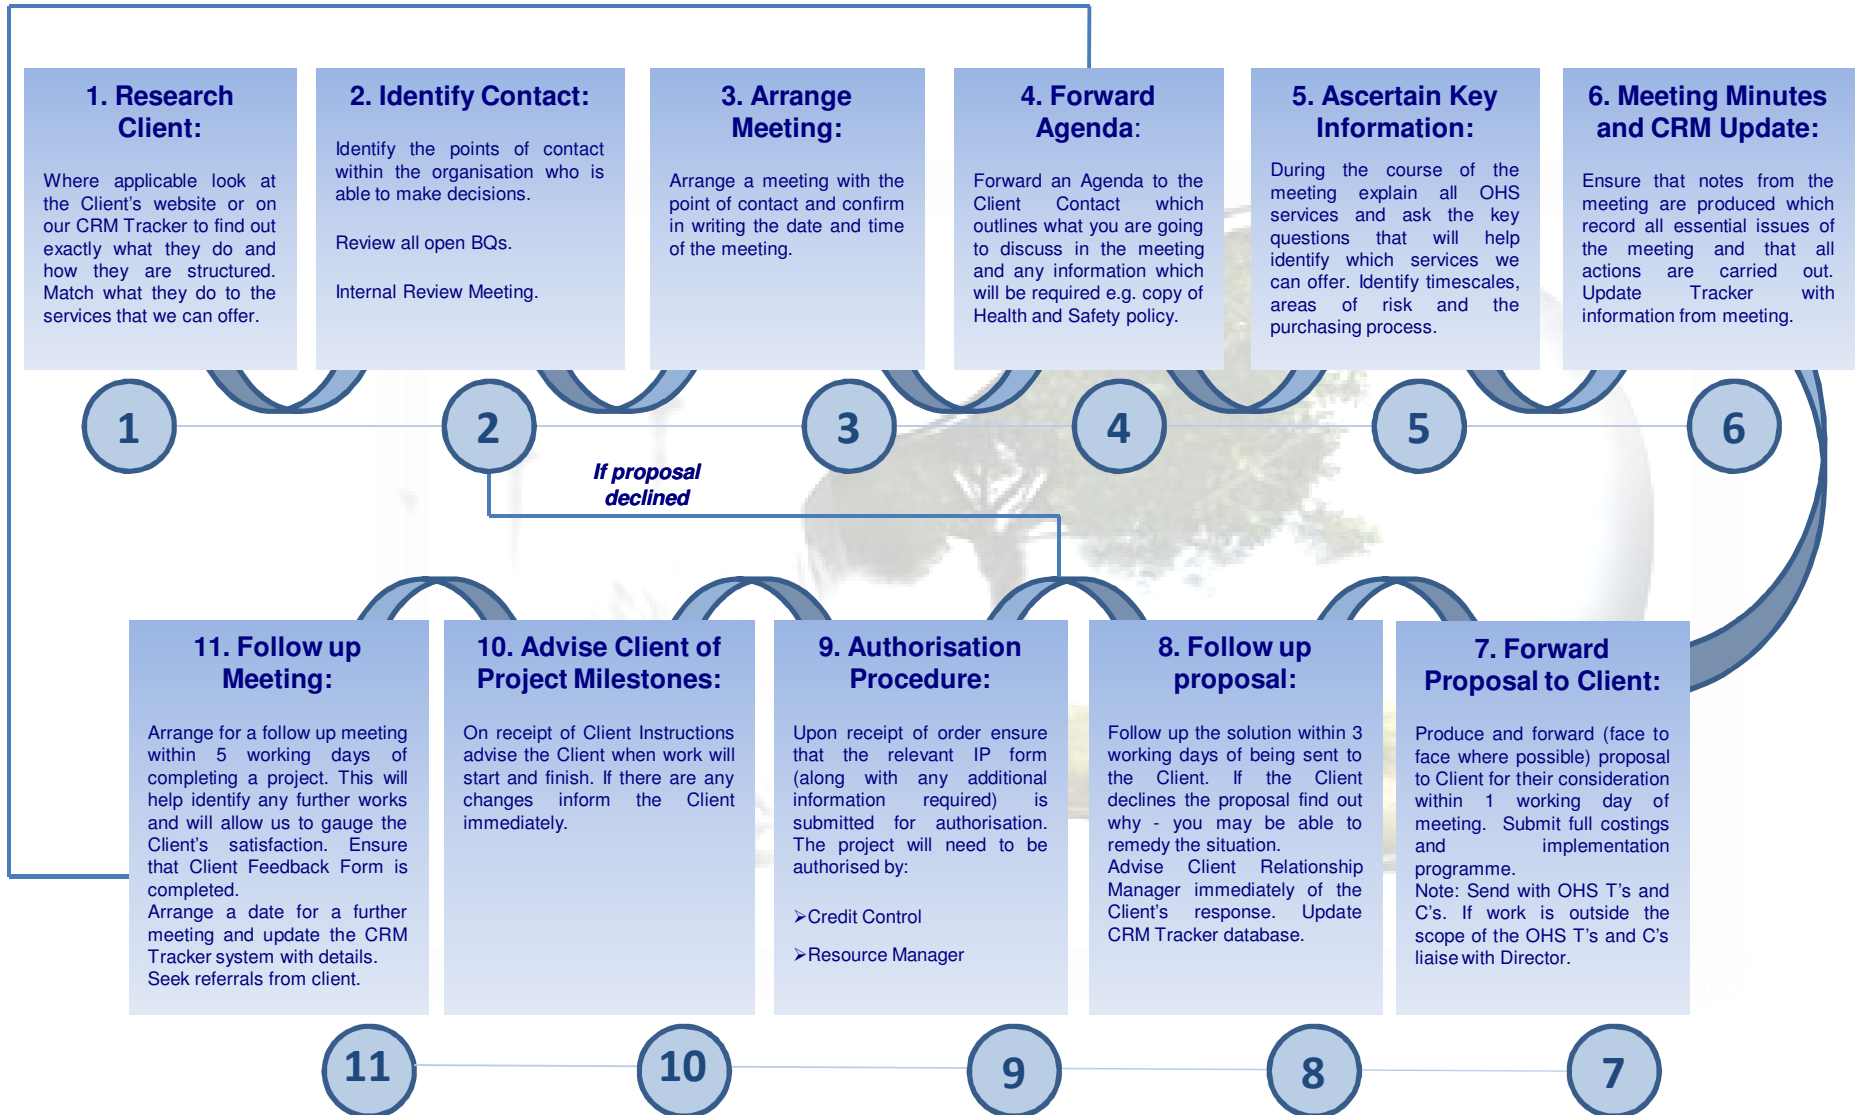 1. Research
Client:
Where applicable look at
the Client's website or on
our CRM Tracker to find out
exactly what they do and
how they are structured.
Match what they do to the
services that we can offer.
2. Identify Contact:
Identify the points of contact
within the organisation who is
able to make decisions.
Review all open BQs.
Internal Review Meeting.
3. Arrange
Meeting:
Arrange a meeting with the
point of contact and confirm
in writing the date and time
of the meeting.
4. Forward
Agenda:
Forward an Agenda to the
Client Contact which
outlines what you are going
to discuss in the meeting
and any information which
will be required e.g. copy of
Health and Safety policy.
5. Ascertain Key
Information:
During the course of the
meeting explain all OHS
services and ask the key
questions that will help
identify which services we
can offer. Identify timescales,
areas of risk and the
purchasing process.
6. Meeting Minutes
and CRM Update:
Ensure that notes from the
meeting are produced which
record all essential issues of
the meeting and that all
actions are carried out.
Update Tracker with
information from meeting.
1
2
3
4
5
6
If proposal
declined
11. Follow up
Meeting:
Arrange for a follow up meeting
within 5 working days of
completing a project. This will
help identify any further works
and will allow us to gauge the
Client's satisfaction. Ensure
that Client Feedback Form is
completed.
Arrange a date for a further
meeting and update the CRM
Tracker system with details.
Seek referrals from client.
10. Advise Client of
Project Milestones:
On receipt of Client Instructions
advise the Client when work will
start and finish. If there are any
changes inform the Client
immediately.
9. Authorisation
Procedure:
Upon receipt of order ensure
that the relevant IP form
(along with any additional
information required) is
submitted for authorisation.
The project will need to be
authorised by:
➢Credit Control
➢Resource Manager
8. Follow up
proposal:
Follow up the solution within 3
working days of being sent to
the Client. If the Client
declines the proposal find out
why - you may be able to
remedy the situation.
Advise Client Relationship
Manager immediately of the
Client's response. Update
CRM Tracker database.
7. Forward
Proposal to Client:
Produce and forward (face to
face where possible) proposal
to Client for their consideration
within 1 working day of
meeting. Submit full costings
and implementation
programme.
Note: Send with OHS T's and
C's. If work is outside the
scope of the OHS T's and C's
liaise with Director.
11
10
9
8
7